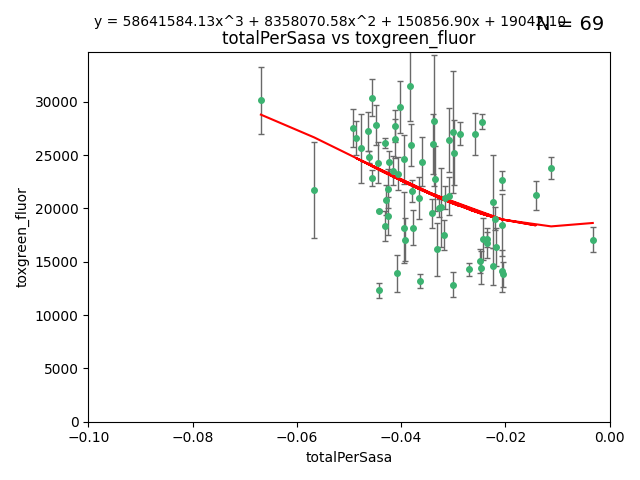 y = 58641584.13x^3 + 8358070.58x^2 + 150856.90x + 19042.10
N = 69
totalPerSasa vs toxgreen_fluor
toxgreen_fluor
30000
25000
20000
15000
10000
5000
0
−0.10
−0.08
−0.06
−0.04
−0.02
0.00
totalPerSasa